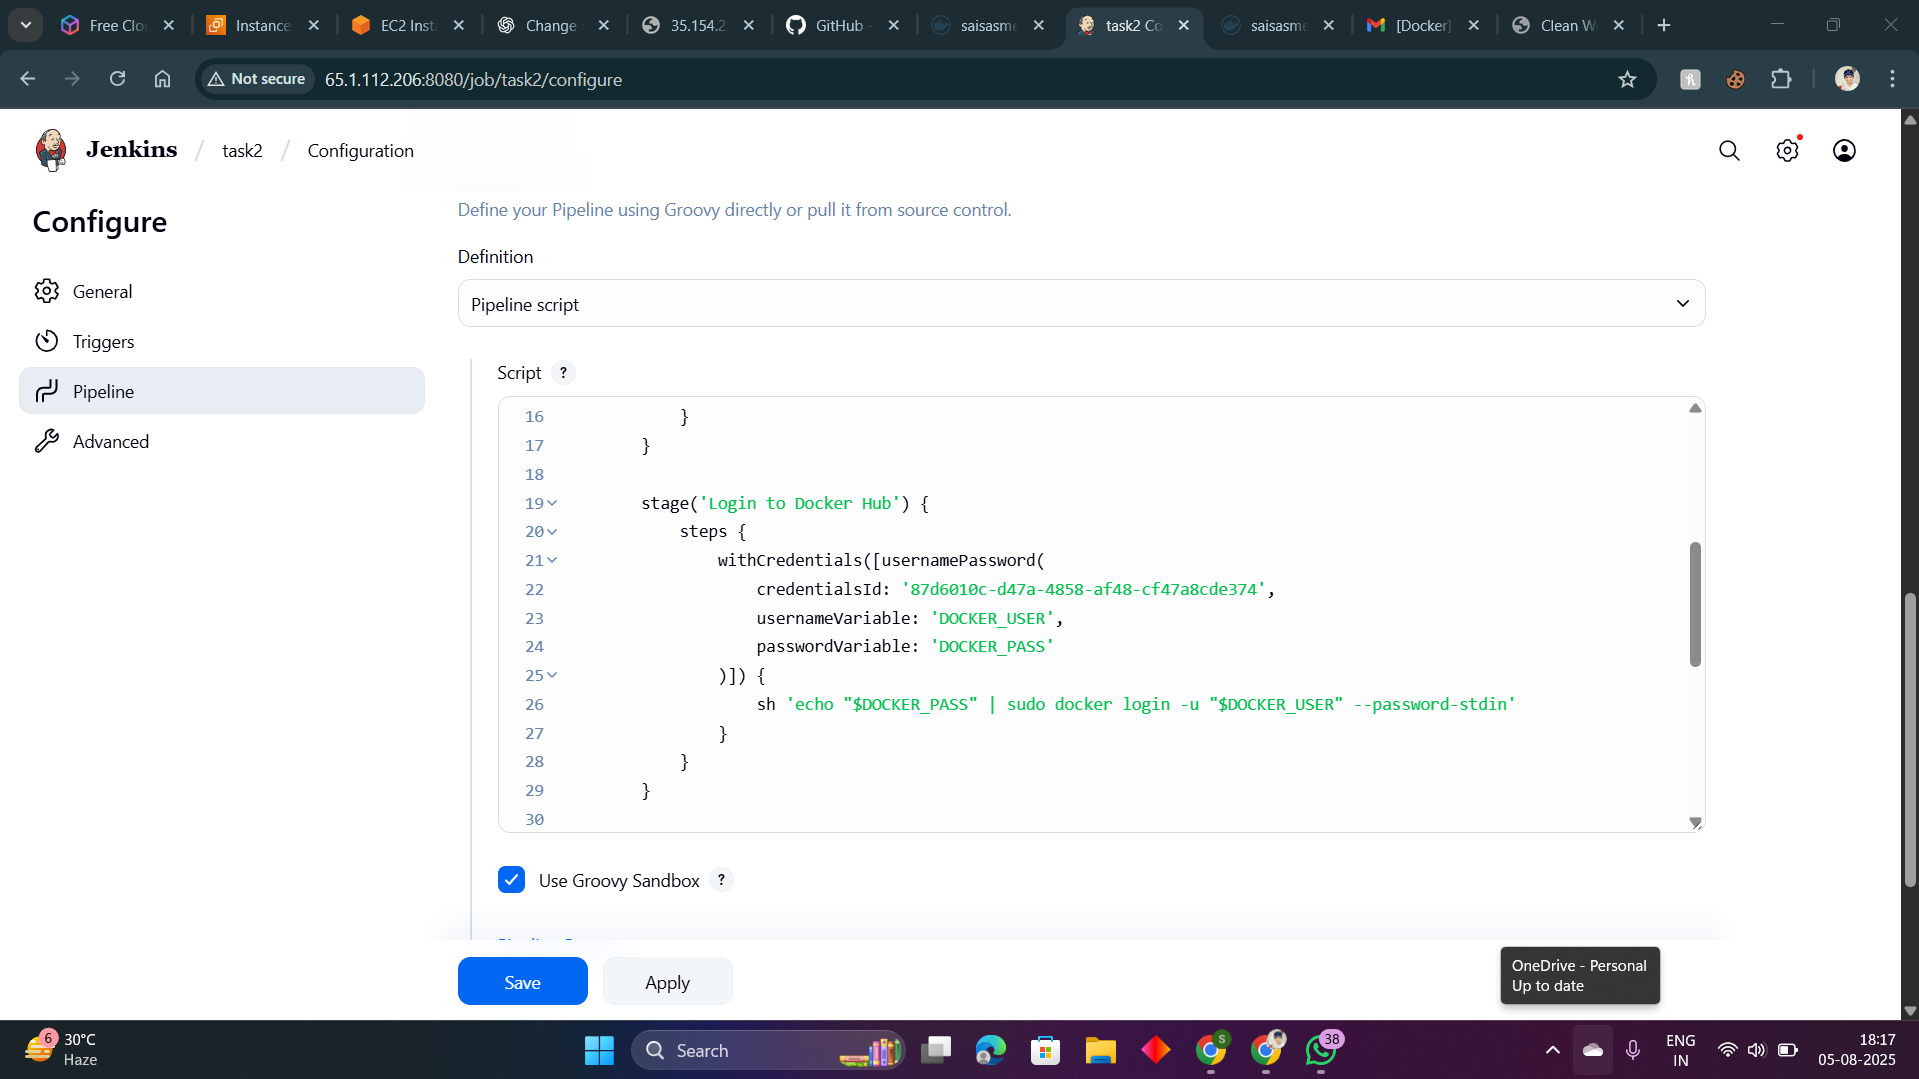 Free Clou
Instance
EC2 Inst
Change
35.154.2
GitHub -
saisasme
task2 Co
saisasme
[Docker]
Clean W
Not secure
65.1.112.206:8080/job/task2/configure
Jenkins / task2 / Configuration
Configure
General
Triggers
Pipeline
Advanced
Define your Pipeline using Groovy directly or pull it from source control.
Definition
Pipeline script
Script ?
16 }
17 }
18
19 stage('Login to Docker Hub') {
20 steps {
21 withCredentials([usernamePassword(
22 credentialsId: '87d6010c-d47a-4858-af48-cf47a8cde374',
23 usernameVariable: 'DOCKER_USER',
24 passwordVariable: 'DOCKER_PASS'
25 )]) {
26 sh 'echo "$DOCKER_PASS" | sudo docker login -u "$DOCKER_USER" --password-stdin'
27 }
28 }
29 }
30
Use Groovy Sandbox ?
Save
Apply
OneDrive - Personal
Up to date
6
30°C
Haze
Search
S
38
ENG
IN
18:17
05-08-2025